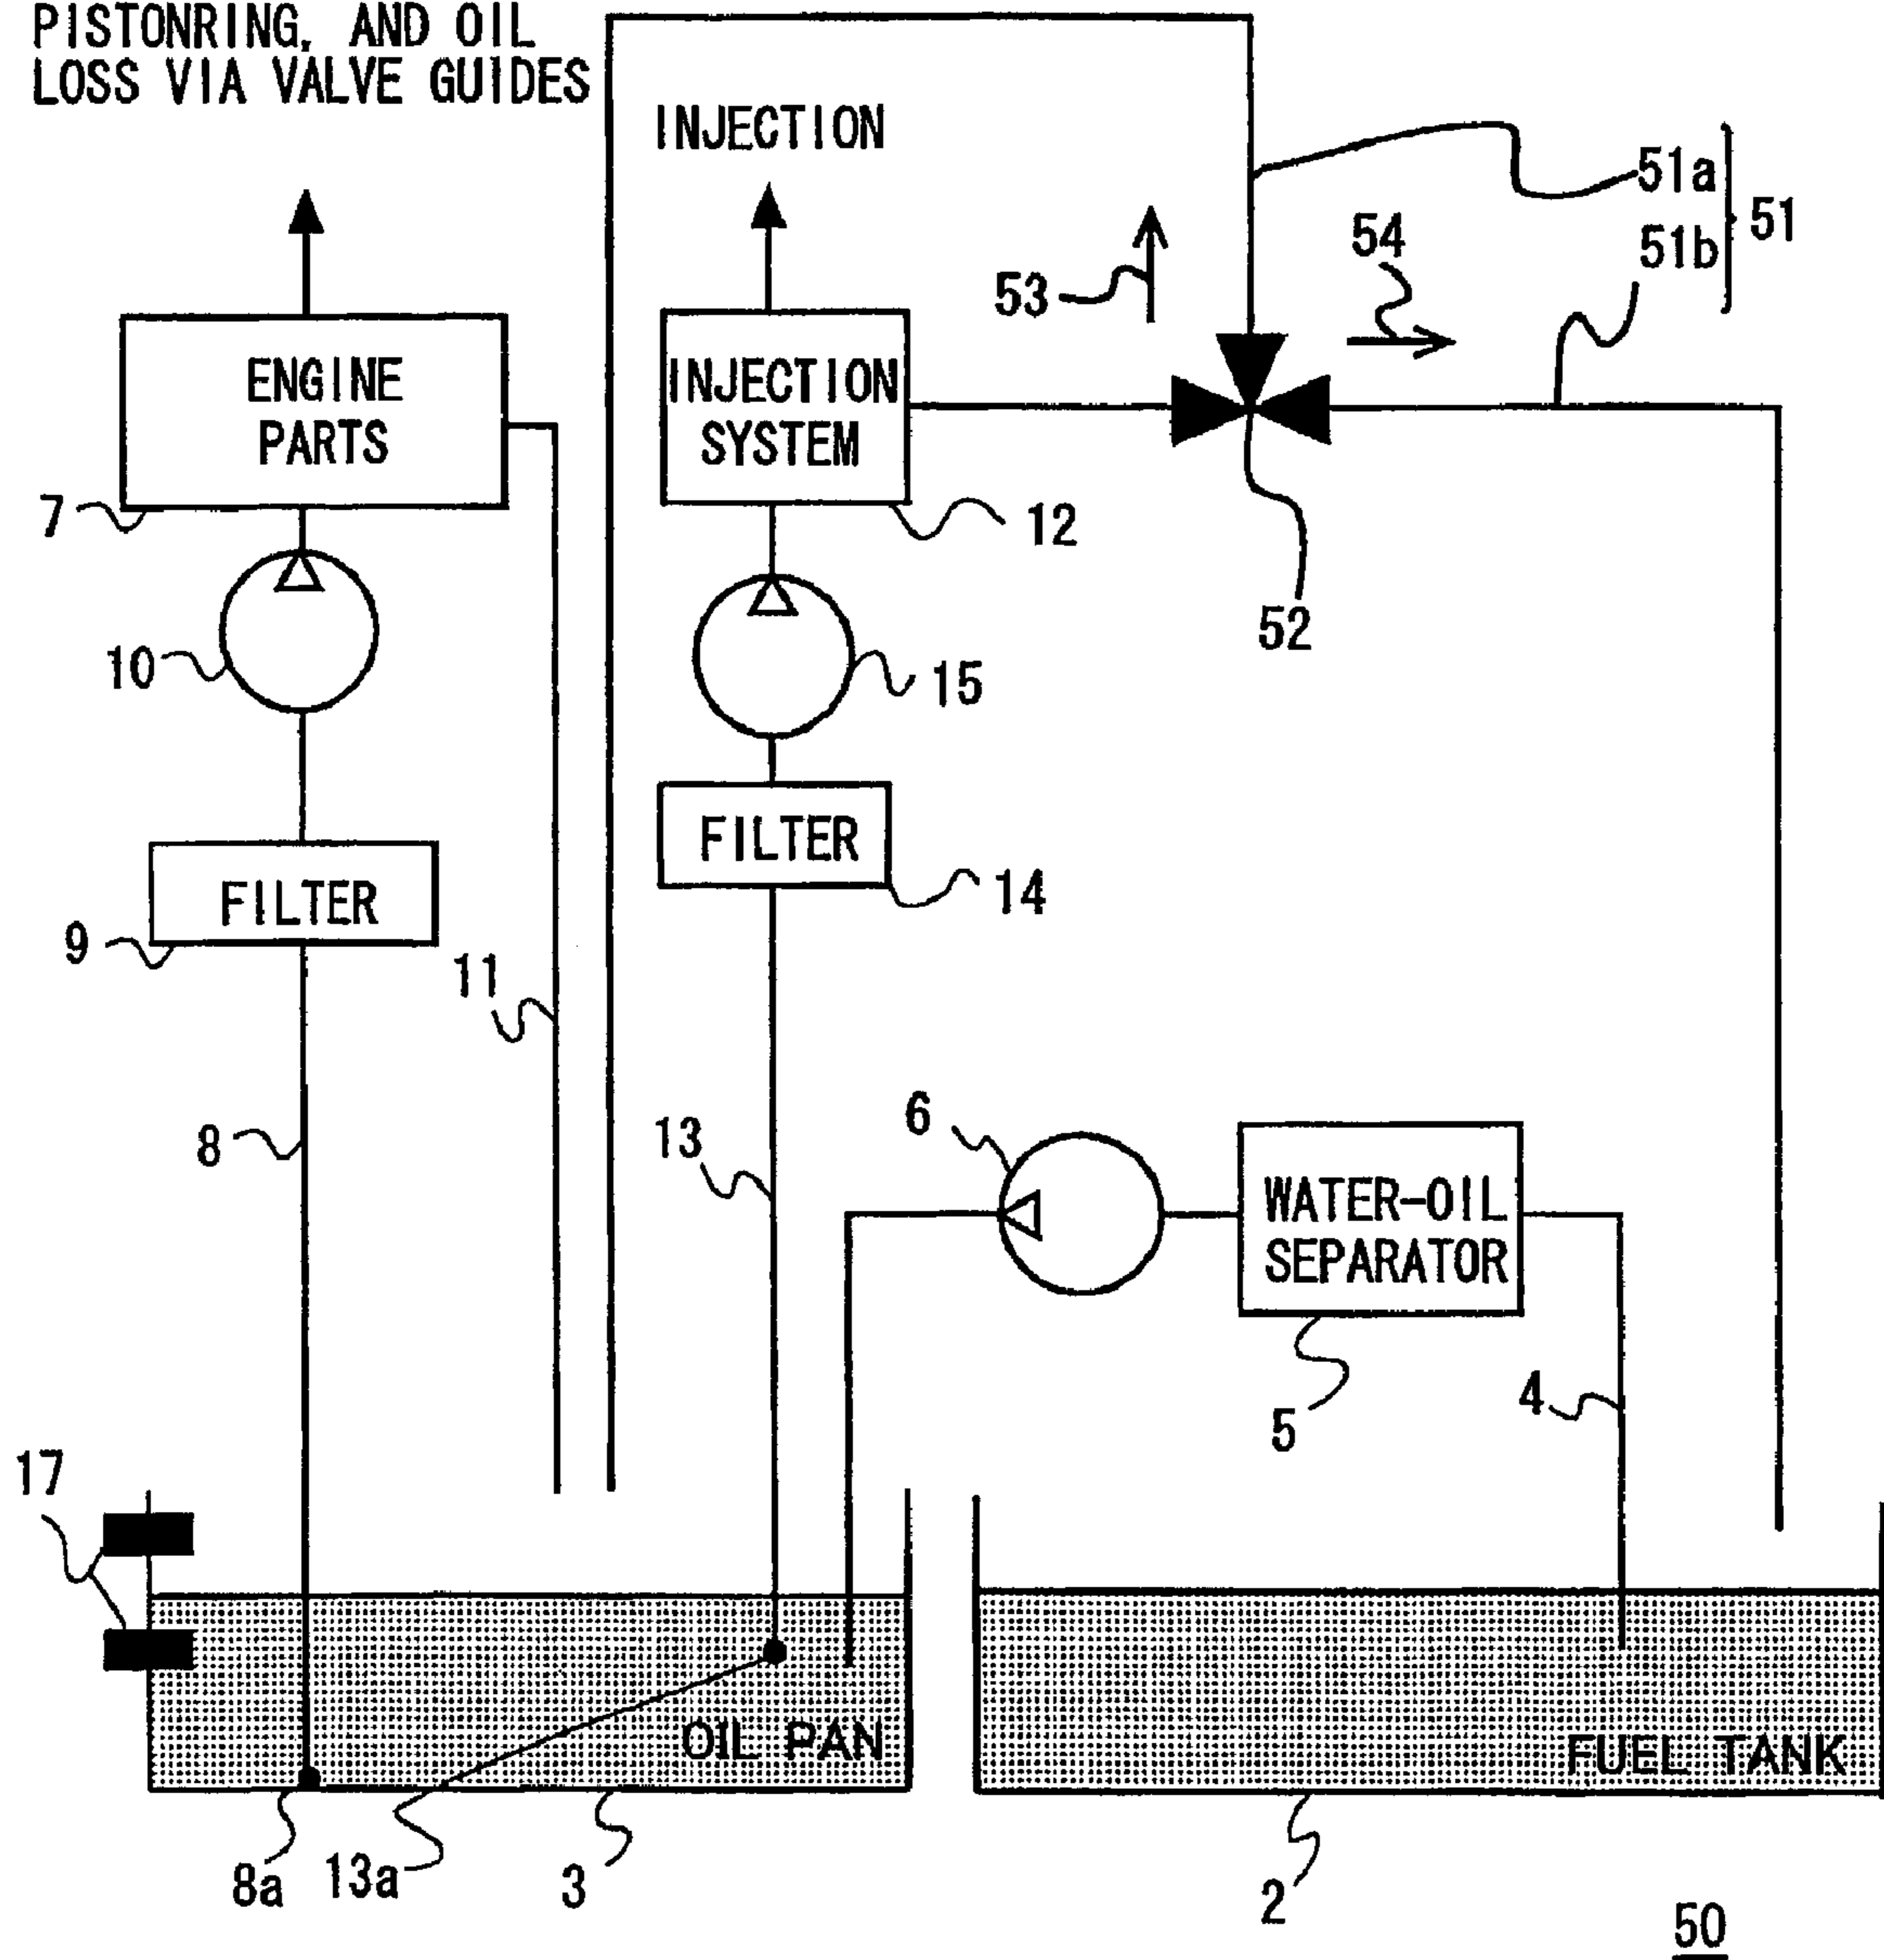 PISTONRING, AND OIL
LOSS VIA VALVE GUIDES
INJECTION
51a
51b
51
54
53
ENGINE
PARTS
INJECTION
SYSTEM
7
12
52
10
15
FILTER
14
FILTER
9
11
6
8
13
WATER-OIL
SEPARATOR
4
5
17
OIL PAN
FUEL TANK
8a
13a
3
2
50